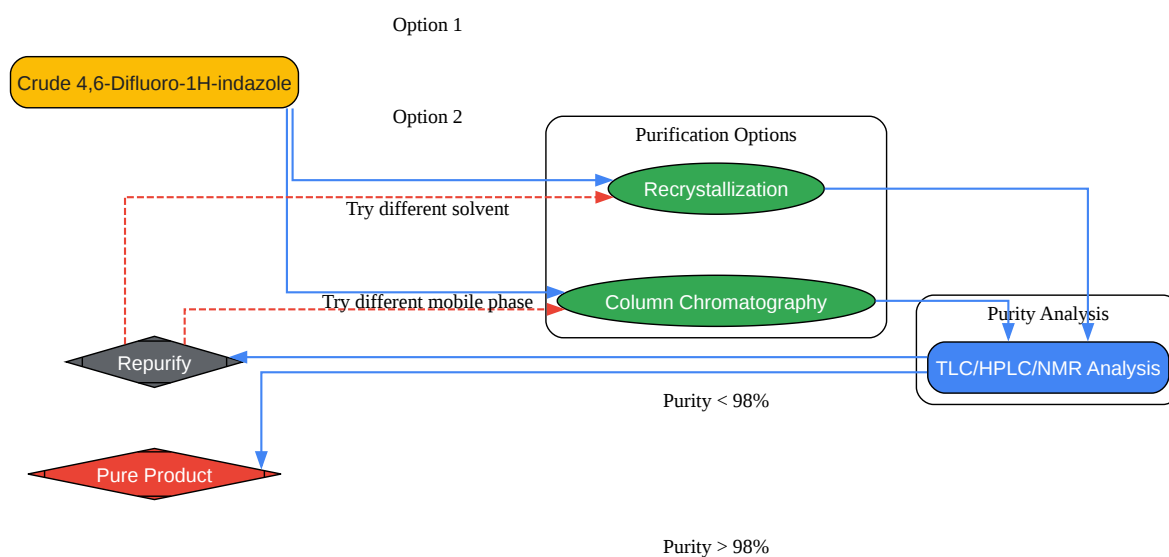 Option 1
Crude 4,6-Difluoro-1H-indazole
Option 2
Purification Options
Recrystallization
Try different solvent
Try different mobile phase
Column Chromatography
Purity Analysis
Repurify
TLC/HPLC/NMR Analysis
Purity < 98%
Pure Product
Purity > 98%